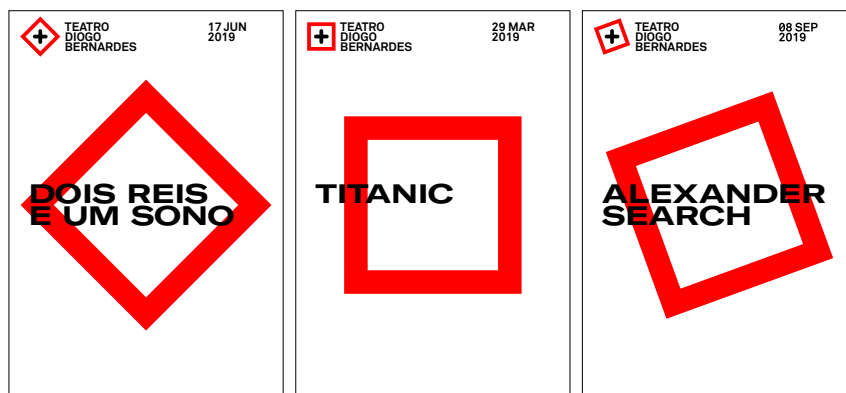 TEATRO
DIOGO
BERNARDES
17 JUN
2019
DOIS REIS
E UM SONO
TEATRO
DIOGO
BERNARDES
29 MAR
2019
TITANIC
TEATRO
DIOGO
BERNARDES
08 SEP
2019
ALEXANDER
SEARCH